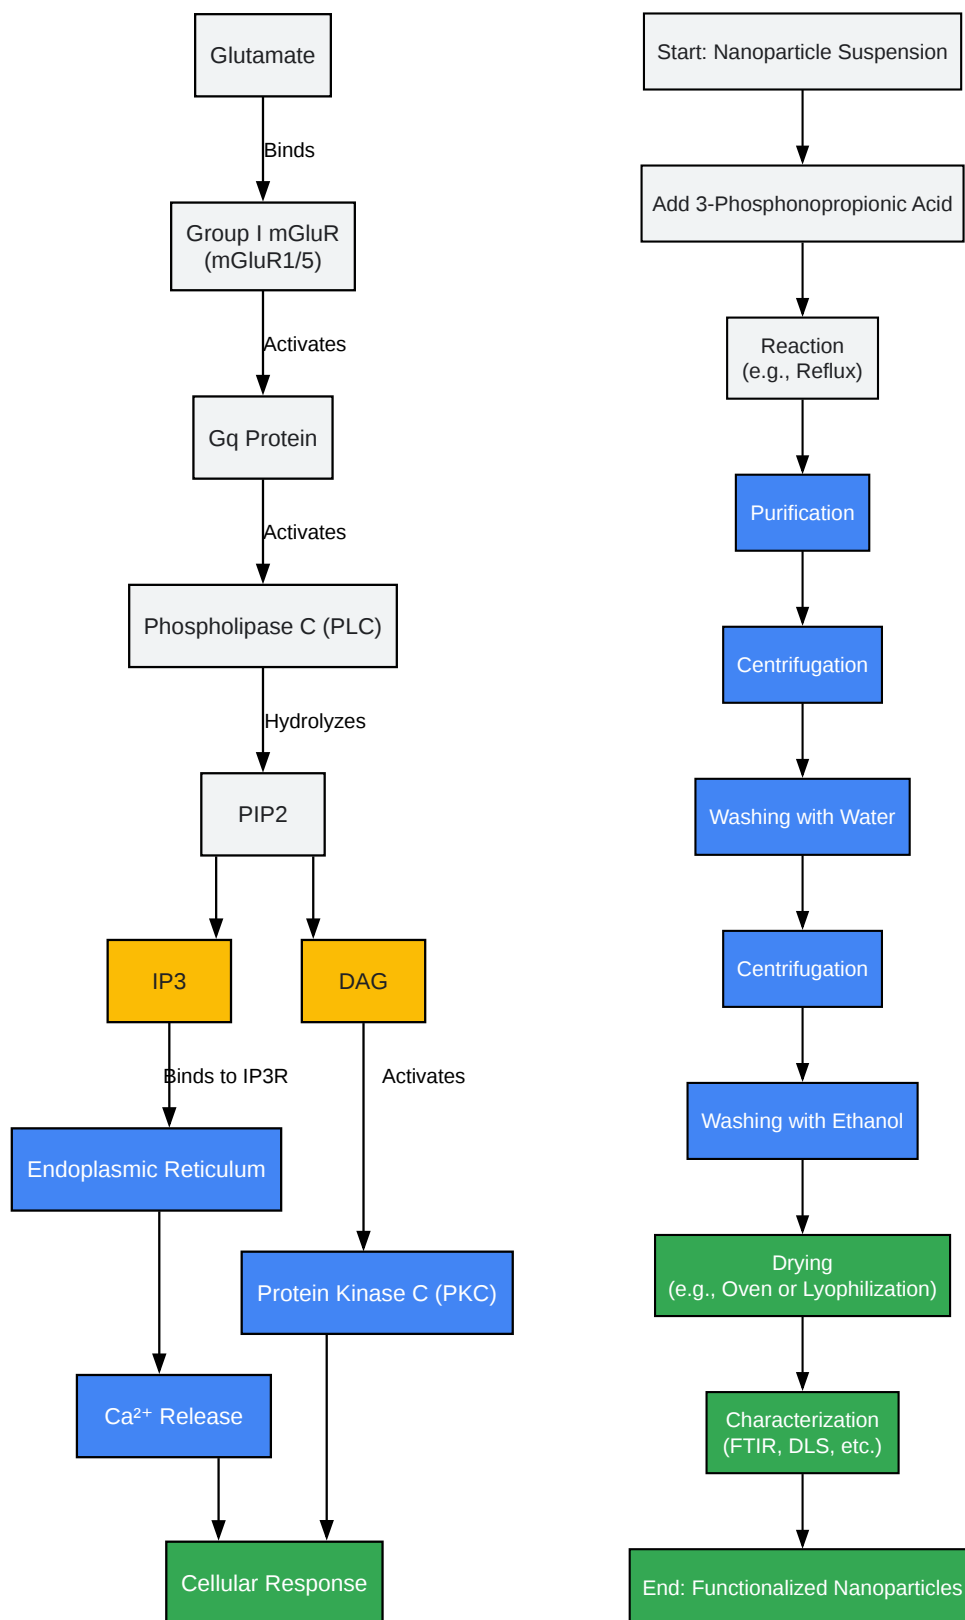 Glutamate
Binds
Group I mGluR
(mGluR1/5)
Activates
Gq Protein
Activates
Phospholipase C (PLC)
Hydrolyzes
PIP2
IP3
DAG
Binds to IP3R
Activates
Endoplasmic Reticulum
Protein Kinase C (PKC)
Ca²⁺ Release
Cellular Response
Start: Nanoparticle Suspension
Add 3-Phosphonopropionic Acid
Reaction
(e.g., Reflux)
Purification
Centrifugation
Washing with Water
Centrifugation
Washing with Ethanol
Drying
(e.g., Oven or Lyophilization)
Characterization
(FTIR, DLS, etc.)
End: Functionalized Nanoparticles